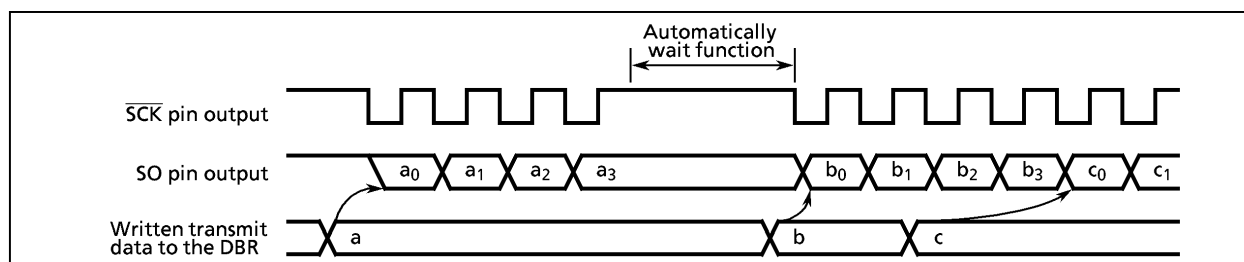 Automatically
wait function
SCK pin output
SO pin output
a0 a1 a2 a3 b0 b1 b2 b3 c0 c1
Written transmit
data to the DBR
a b c